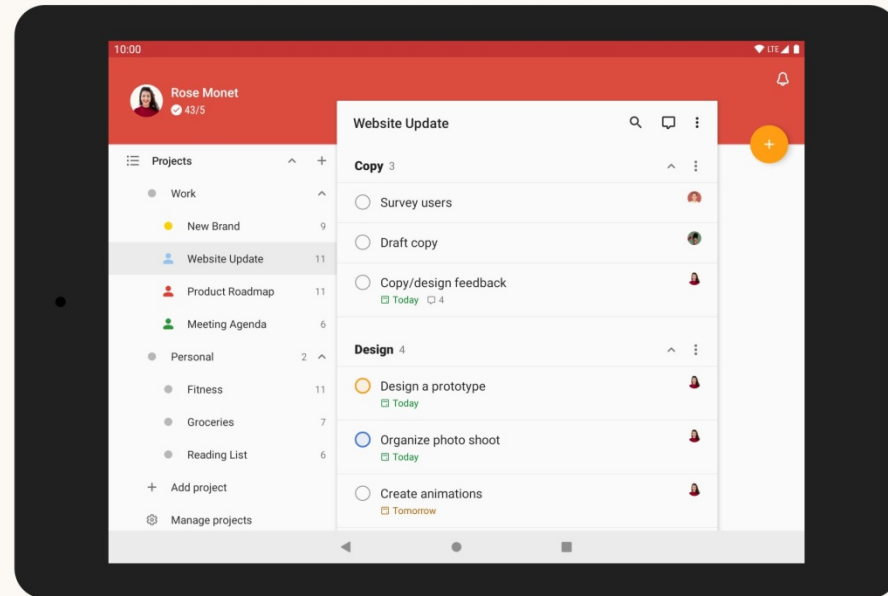 10:00
LTE
Rose Monet
43/5
Projects
Work
New Brand 9
Website Update 11
Product Roadmap 11
Meeting Agenda 6
Personal 2
Fitness 11
Groceries 7
Reading List 6
Add project
Manage projects
Website Update
Copy 3
Survey users
Draft copy
Copy/design feedback
Today 4
Design 4
Design a prototype
Today
Organize photo shoot
Today
Create animations
Tomorrow